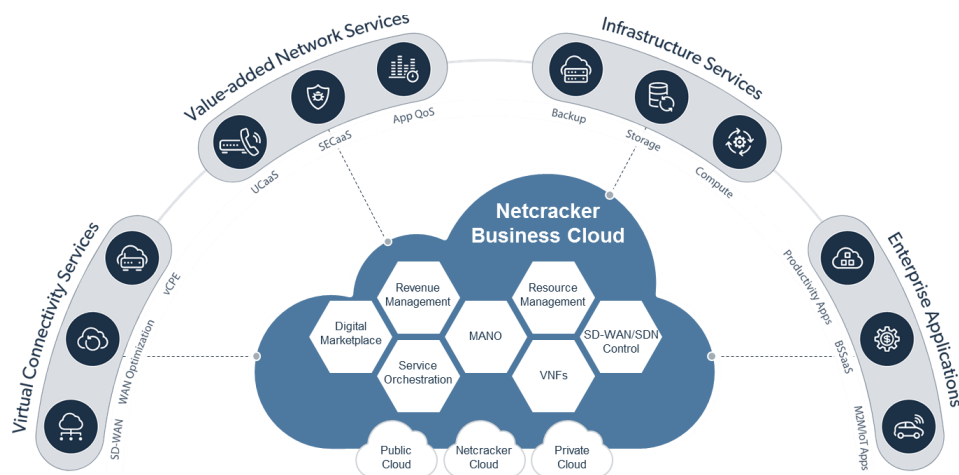 Virtual Connectivity Services
SD-WAN
WAN Optimization
vCPE
Value-added Network Services
UCaaS
SECaaS
App QoS
Infrastructure Services
Backup
Storage
Compute
Enterprise Applications
Productivity Apps
BSSaaS
M2M/IoT Apps
Netcracker
Business Cloud
Revenue
Management
Resource
Management
Digital
Marketplace
MANO
SD-WAN/SDN
Control
Service
Orchestration
VNFs
Public
Cloud
Netcracker
Cloud
Private
Cloud